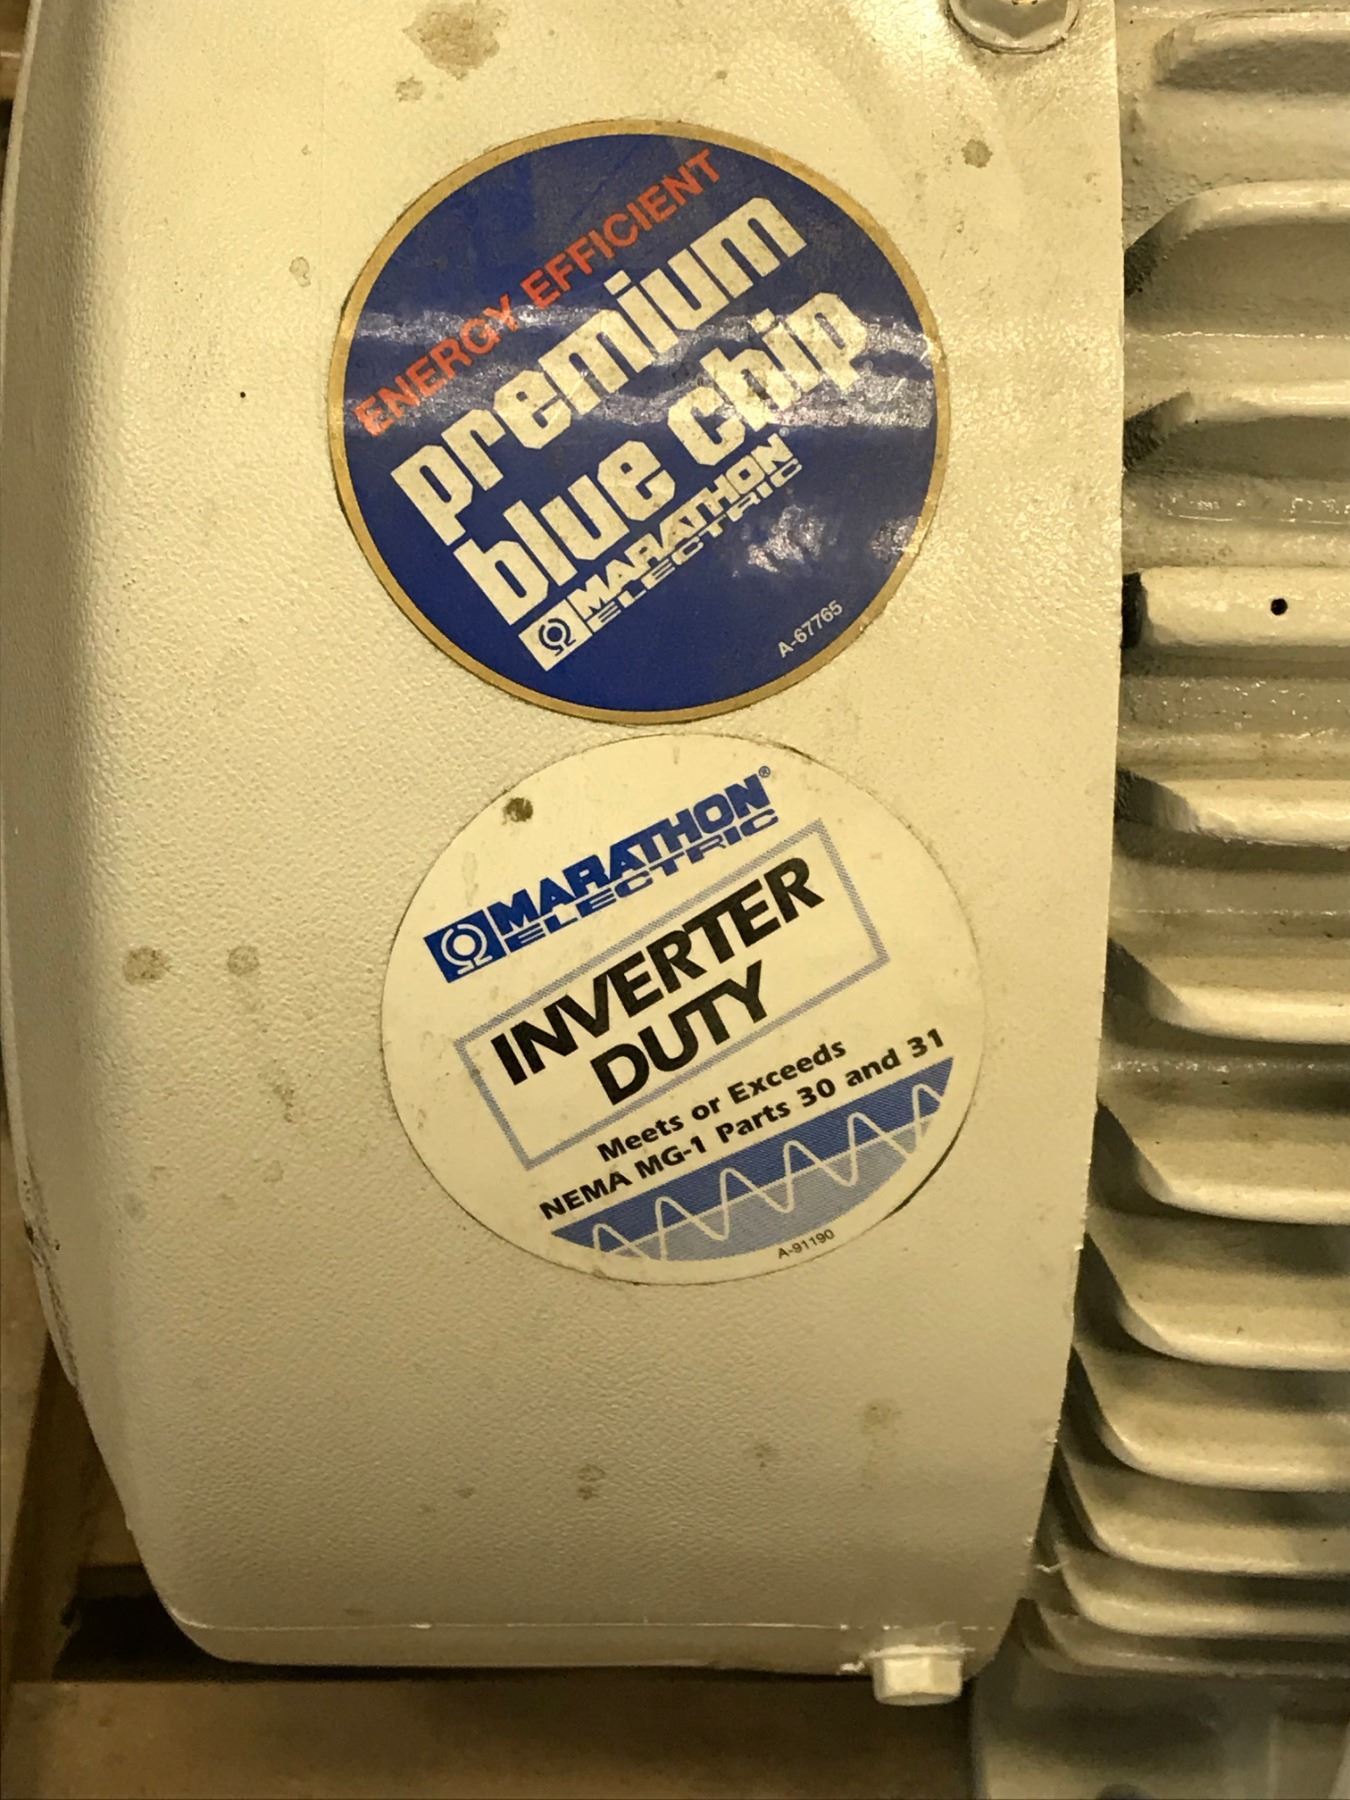 ENERGY EFFICIENT
premium
blue chip
MARATHON®
ELECTRIC
A-67765
MARATHON®
ELECTRIC
INVERTER
DUTY
Meets or Exceeds
NEMA MG-1 Parts 30 and 31
A-91190